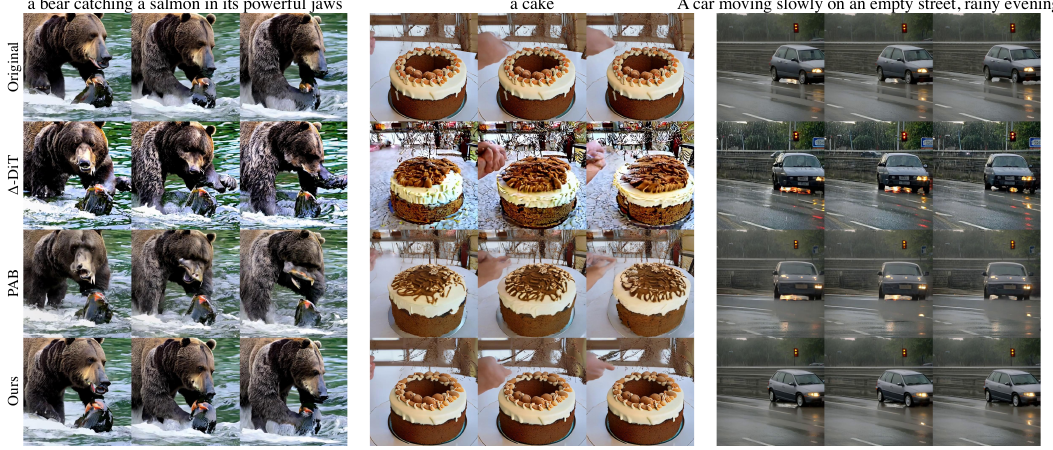 a bear catching a salmon in its powerful jaws
a cake
A car moving slowly on an empty street, rainy evening
Original
Δ-DiT
PAB
Ours